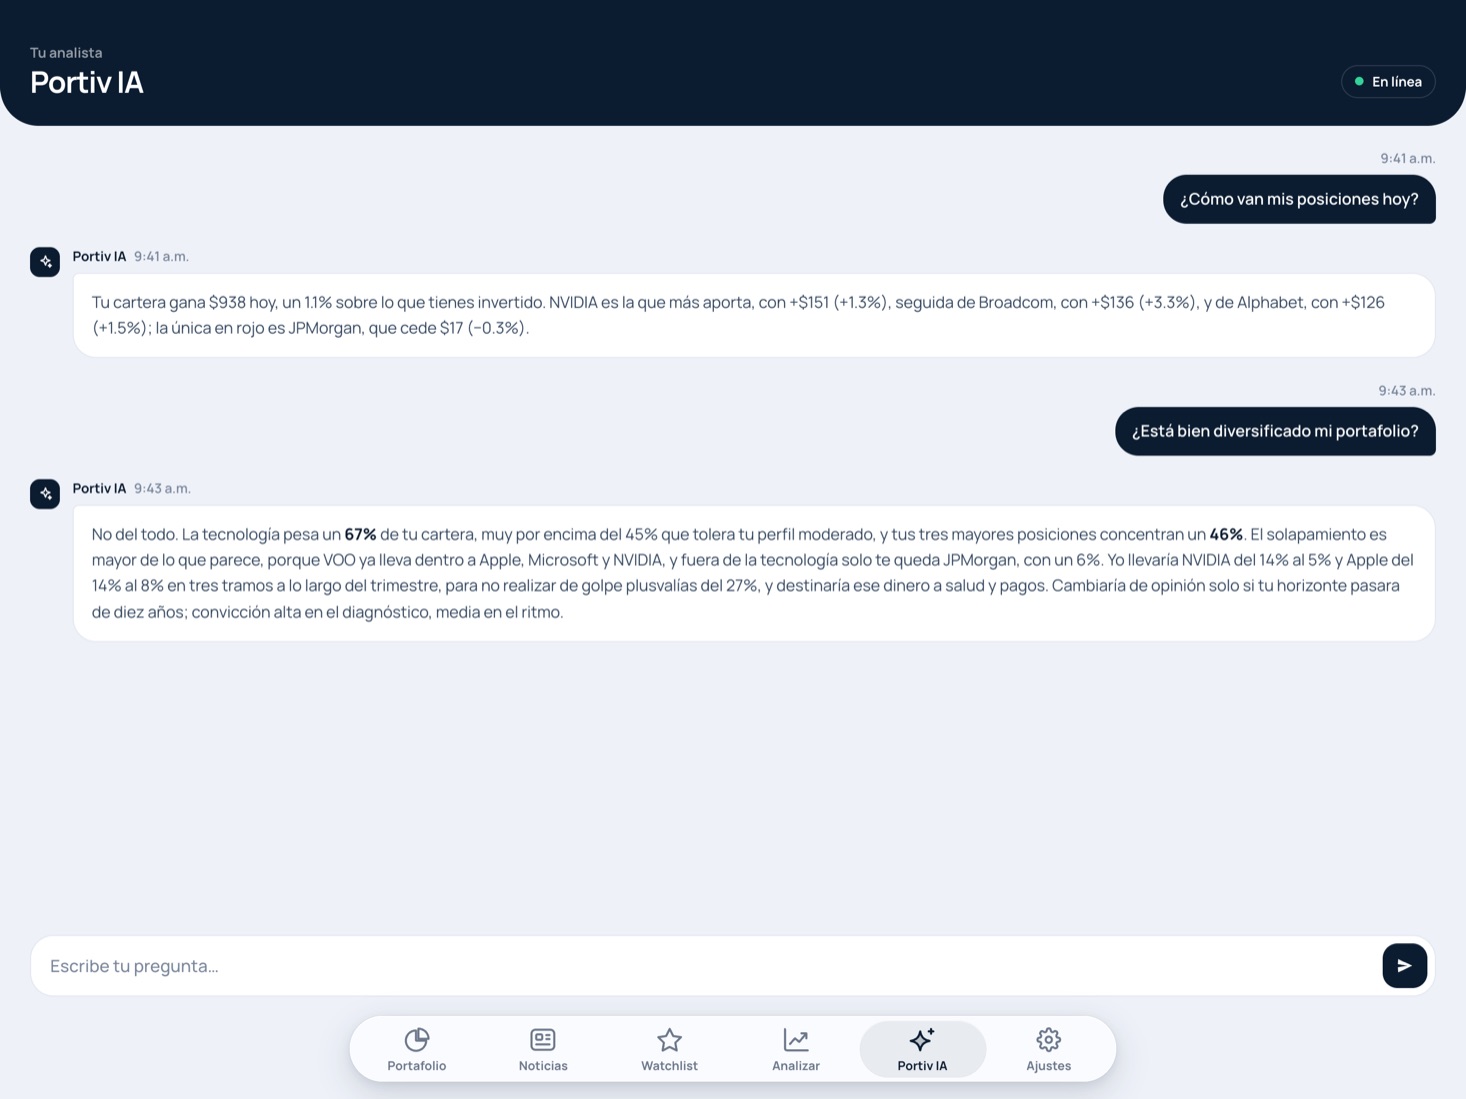 Tu analista
Portiv IA
En línea
9:41 a.m.
¿Cómo van mis posiciones hoy?
Portiv IA 9:41 a.m.
Tu cartera gana $938 hoy, un 1.1% sobre lo que tienes invertido. NVIDIA es la que más aporta, con +$151 (+1.3%), seguida de Broadcom, con +$136 (+3.3%), y de Alphabet, con +$126
(+1.5%); la única en rojo es JPMorgan, que cede $17 (−0.3%).
9:43 a.m.
¿Está bien diversificado mi portafolio?
Portiv IA 9:43 a.m.
No del todo. La tecnología pesa un 67% de tu cartera, muy por encima del 45% que tolera tu perfil moderado, y tus tres mayores posiciones concentran un 46%. El solapamiento es
mayor de lo que parece, porque VOO ya lleva dentro a Apple, Microsoft y NVIDIA, y fuera de la tecnología solo te queda JPMorgan, con un 6%. Yo llevaría NVIDIA del 14% al 5% y Apple del
14% al 8% en tres tramos a lo largo del trimestre, para no realizar de golpe plusvalías del 27%, y destinaría ese dinero a salud y pagos. Cambiaría de opinión solo si tu horizonte pasara
de diez años; convicción alta en el diagnóstico, media en el ritmo.
Escribe tu pregunta...
Portafolio
Noticias
Watchlist
Analizar
Portiv IA
Ajustes